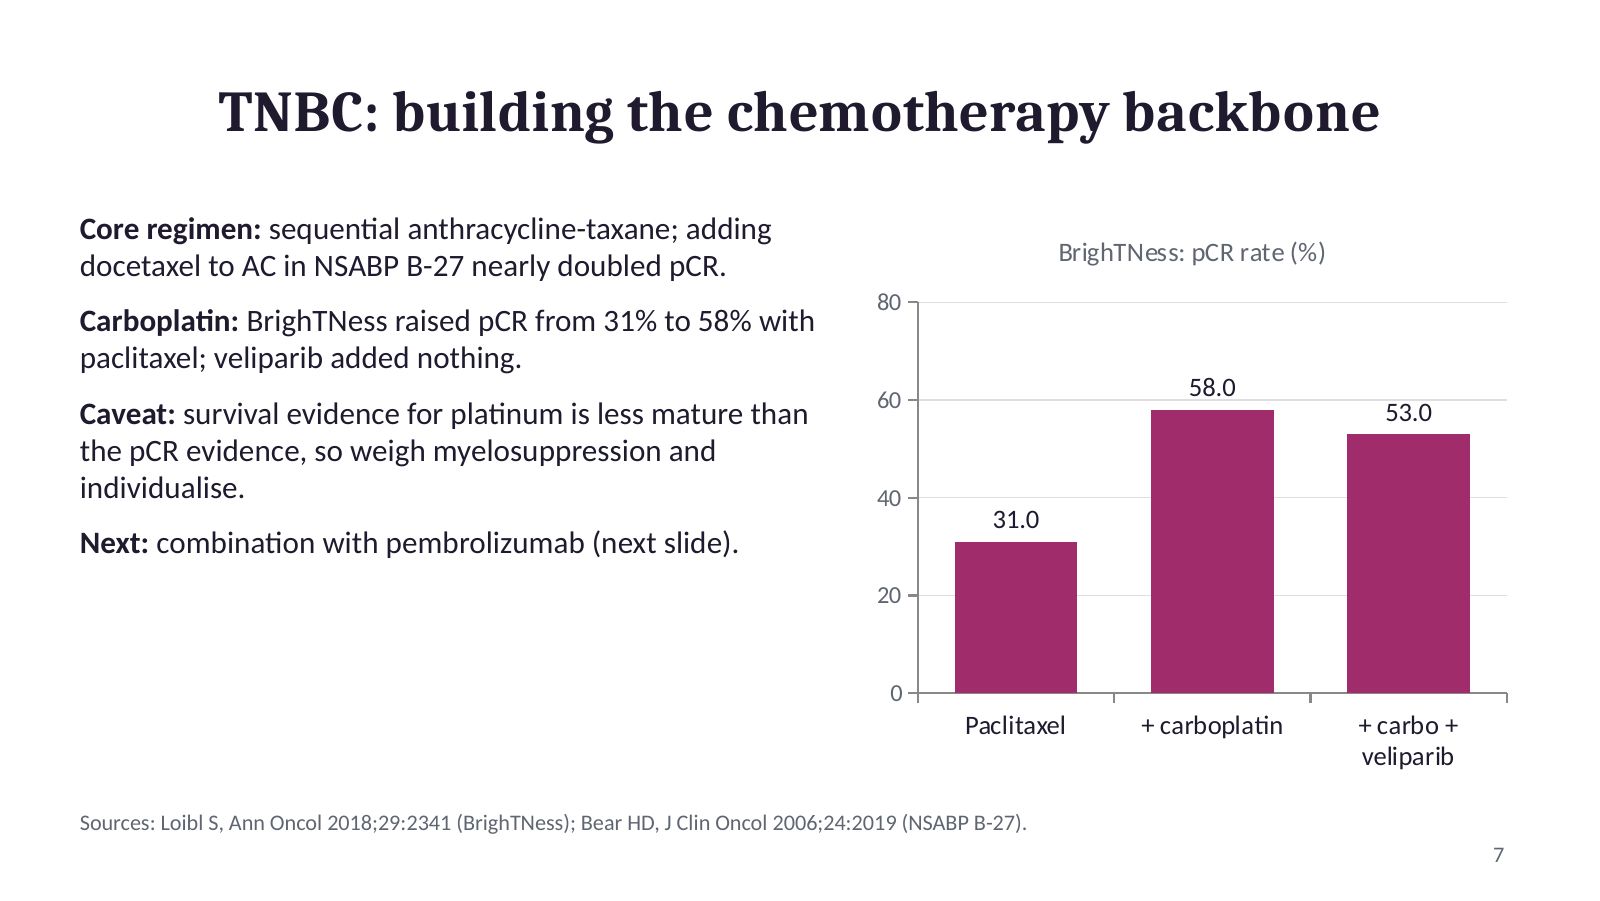 TNBC: building the chemotherapy backbone
Core regimen: sequential anthracycline-taxane; adding
docetaxel to AC in NSABP B-27 nearly doubled pCR.
Carboplatin: BrighTNess raised pCR from 31% to 58% with
paclitaxel; veliparib added nothing.
Caveat: survival evidence for platinum is less mature than
the pCR evidence, so weigh myelosuppression and
individualise.
Next: combination with pembrolizumab (next slide).
BrighTNess: pCR rate (%)
80
60
40
20
0
31.0
58.0
53.0
Paclitaxel
+ carboplatin
+ carbo +
veliparib
Sources: Loibl S, Ann Oncol 2018;29:2341 (BrighTNess); Bear HD, J Clin Oncol 2006;24:2019 (NSABP B-27).
7